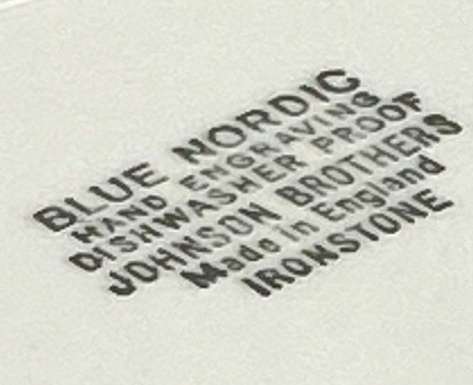 BLUE NORDIC
HAND ENGRAVING
DISHWASHER PROOF
JOHNSON BROTHERS
Made in England
IRONSTONE